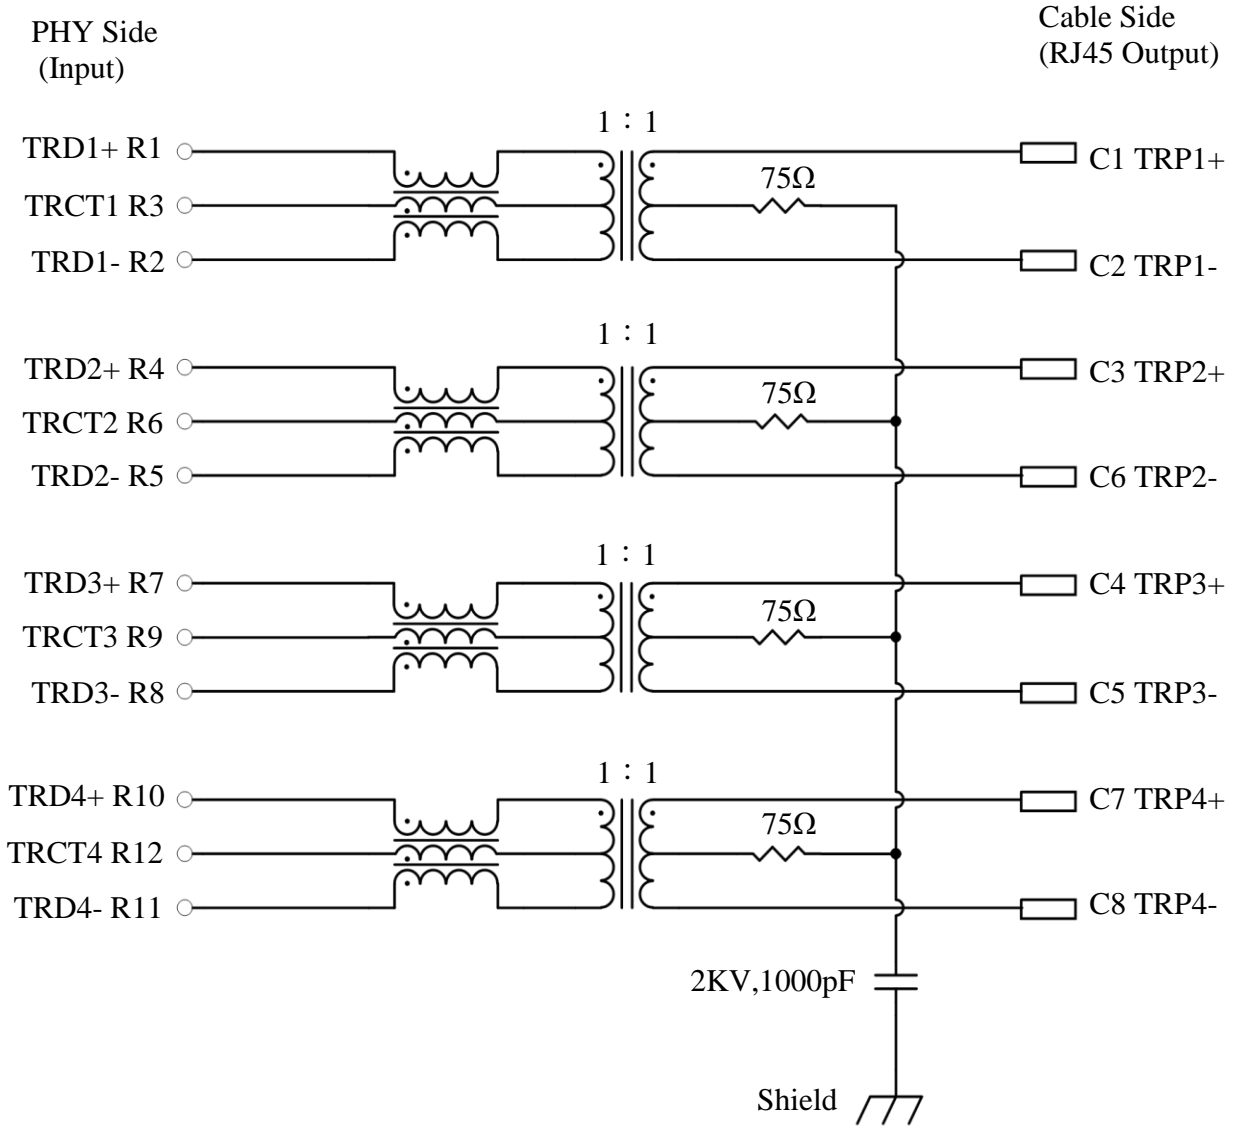 PHY Side
(Input)
Cable Side
(RJ45 Output)
1 : 1
TRD1+ R1
C1 TRP1+
75Ω
TRCT1 R3
TRD1- R2
C2 TRP1-
1 : 1
TRD2+ R4
C3 TRP2+
75Ω
TRCT2 R6
TRD2- R5
C6 TRP2-
1 : 1
TRD3+ R7
C4 TRP3+
75Ω
TRCT3 R9
TRD3- R8
C5 TRP3-
1 : 1
TRD4+ R10
C7 TRP4+
75Ω
TRCT4 R12
TRD4- R11
C8 TRP4-
2KV,1000pF
Shield